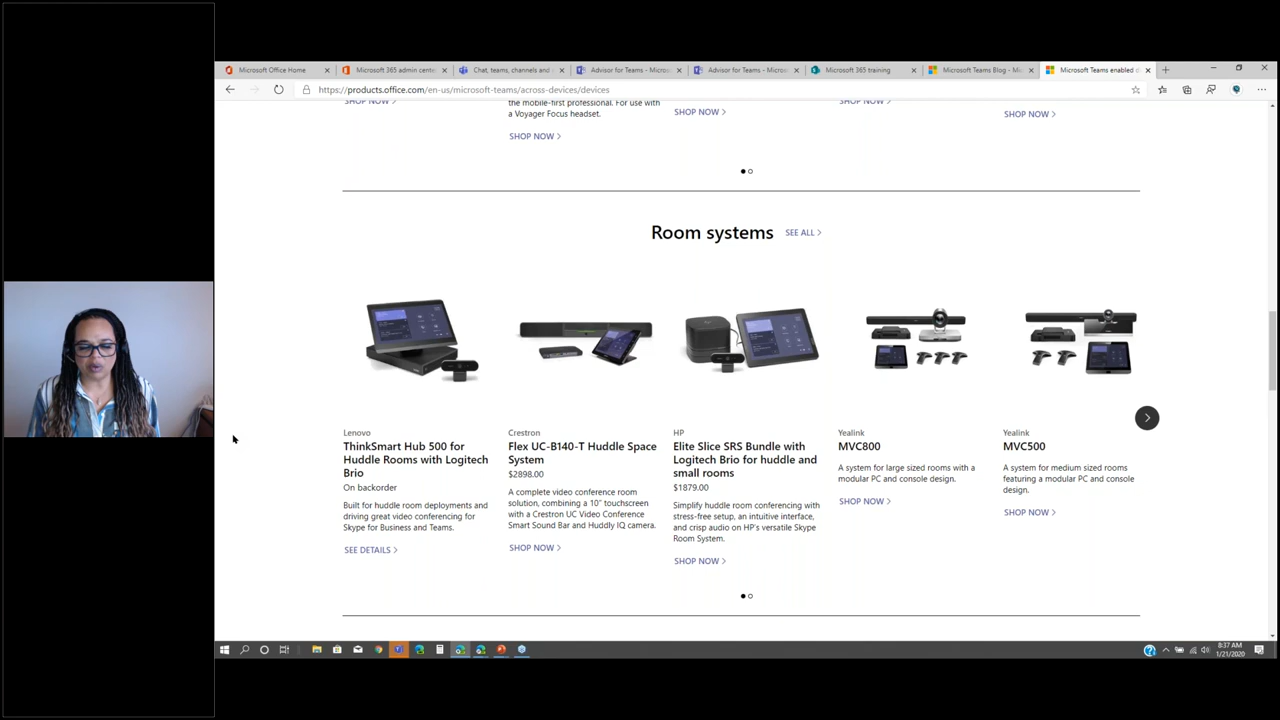 Microsoft Office Home
Microsoft 365 admin cente
Chat, teams, channels and
Advisor for Teams - Micros
Advisor for Teams - Micros
Microsoft 365 training
Microsoft Teams Blog - Mi
Microsoft Teams enabled d
https://products.office.com/en-us/microsoft-teams/across-devices/devices
SHOP NOW
the mobile-first professional. For use with
a Voyager Focus headset.
SHOP NOW
SHOP NOW
SHOP NOW
SHOP NOW
Room systems
SEE ALL
Lenovo
ThinkSmart Hub 500 for
Huddle Rooms with Logitech
Brio
On backorder
Built for huddle room deployments and
driving great video conferencing for
Skype for Business and Teams.
SEE DETAILS
Crestron
Flex UC-B140-T Huddle Space
System
$2898.00
A complete video conference room
solution, combining a 10" touchscreen
with a Crestron UC Video Conference
Smart Sound Bar and Huddly IQ camera.
SHOP NOW
HP
Elite Slice SRS Bundle with
Logitech Brio for huddle and
small rooms
$1879.00
Simplify huddle room conferencing with
stress-free setup, an intuitive interface,
and crisp audio on HP's versatile Skype
Room System.
SHOP NOW
Yealink
MVC800
A system for large sized rooms with a
modular PC and console design.
SHOP NOW
Yealink
MVC500
A system for medium sized rooms
featuring a modular PC and console
design.
SHOP NOW
8:37 AM
1/21/2020